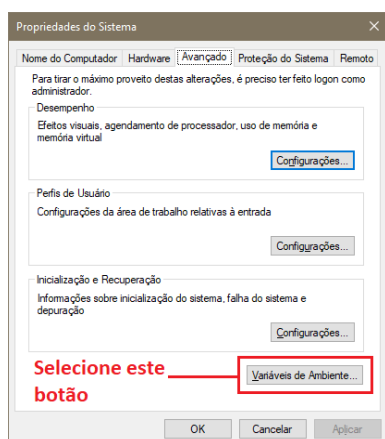 Propriedades do Sistema
Nome do Computador Hardware Avançado Proteção do Sistema Remoto
Para tirar o máximo proveito destas alterações, é preciso ter feito logon como
administrador.
Desempenho
Efeitos visuais, agendamento de processador, uso de memória e
memória virtual
Configurações...
Perfis de Usuário
Configurações da área de trabalho relativas à entrada
Configurações...
Inicialização e Recuperação
Informações sobre inicialização do sistema, falha do sistema e
depuração
Configurações...
Selecione este
botão
Variáveis de Ambiente...
OK Cancelar Aplicar